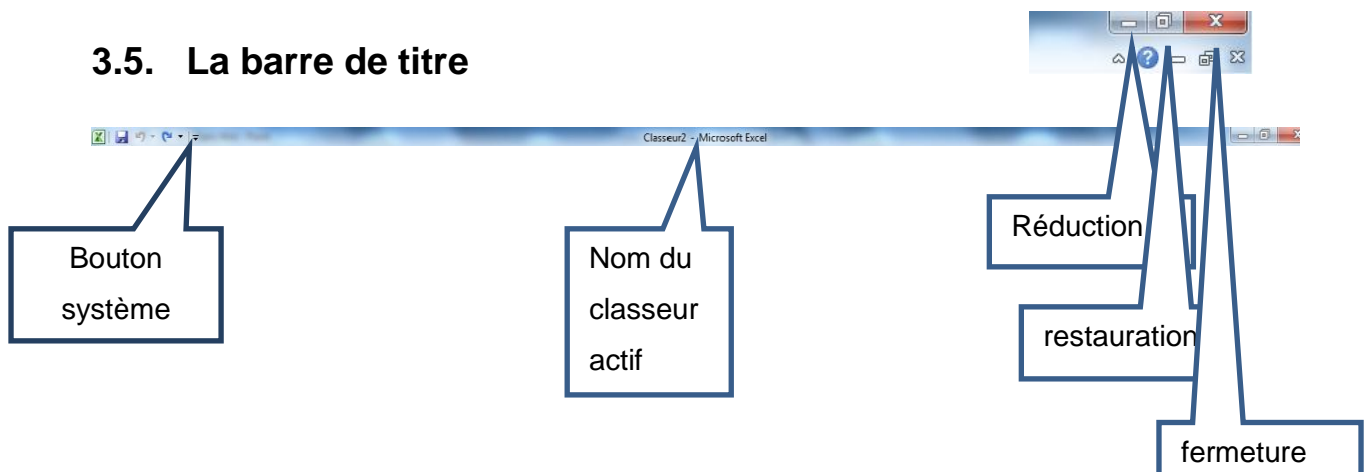 3.5. La barre de titre
Classeur2 - Microsoft Excel
Bouton
système
Nom du
classeur
actif
Réduction
restauration
fermeture